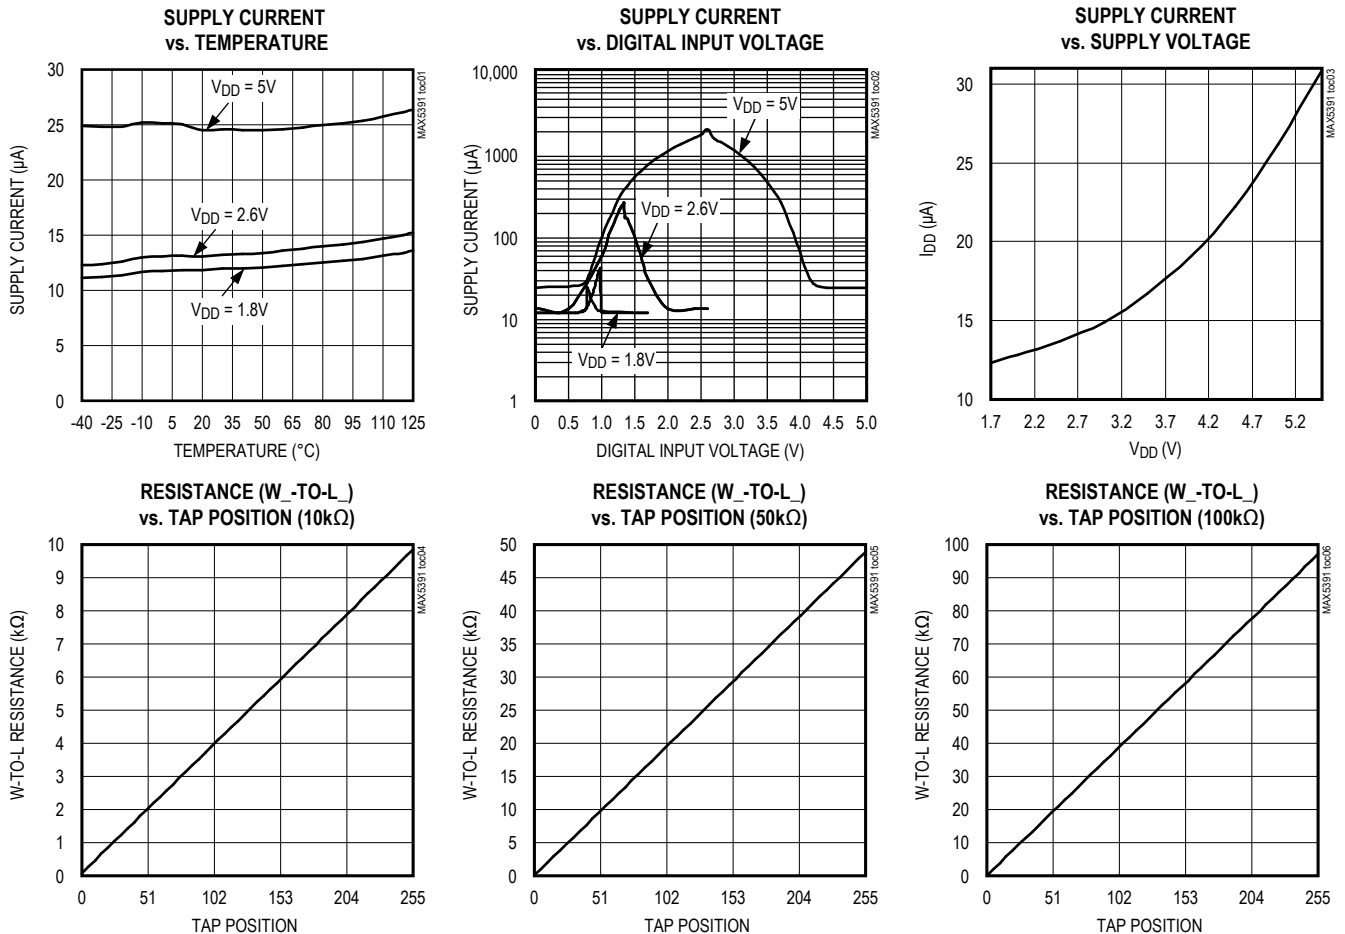 SUPPLY CURRENT
vs. TEMPERATURE
SUPPLY CURRENT (µA)
30
25
20
15
10
5
0
VDD = 5V
VDD = 2.6V
VDD = 1.8V
MAX5391 toc01
-40 -25 -10 5 20 35 50 65 80 95 110 125
TEMPERATURE (°C)
SUPPLY CURRENT
vs. DIGITAL INPUT VOLTAGE
SUPPLY CURRENT (µA)
10,000
1000
100
10
1
VDD = 5V
VDD = 2.6V
VDD = 1.8V
MAX5391 toc02
0 0.5 1.0 1.5 2.0 2.5 3.0 3.5 4.0 4.5 5.0
DIGITAL INPUT VOLTAGE (V)
SUPPLY CURRENT
vs. SUPPLY VOLTAGE
IDD (µA)
30
25
20
15
10
MAX5391 toc03
1.7 2.2 2.7 3.2 3.7 4.2 4.7 5.2
VDD (V)
RESISTANCE (W_-TO-L_)
vs. TAP POSITION (10kΩ)
W-TO-L RESISTANCE (kΩ)
10
9
8
7
6
5
4
3
2
1
0
MAX5391 toc04
0 51 102 153 204 255
TAP POSITION
RESISTANCE (W_-TO-L_)
vs. TAP POSITION (50kΩ)
W-TO-L RESISTANCE (kΩ)
50
45
40
35
30
25
20
15
10
5
0
MAX5391 toc05
0 51 102 153 204 255
TAP POSITION
RESISTANCE (W_-TO-L_)
vs. TAP POSITION (100kΩ)
W-TO-L RESISTANCE (kΩ)
100
90
80
70
60
50
40
30
20
10
0
MAX5391 toc06
0 51 102 153 204 255
TAP POSITION